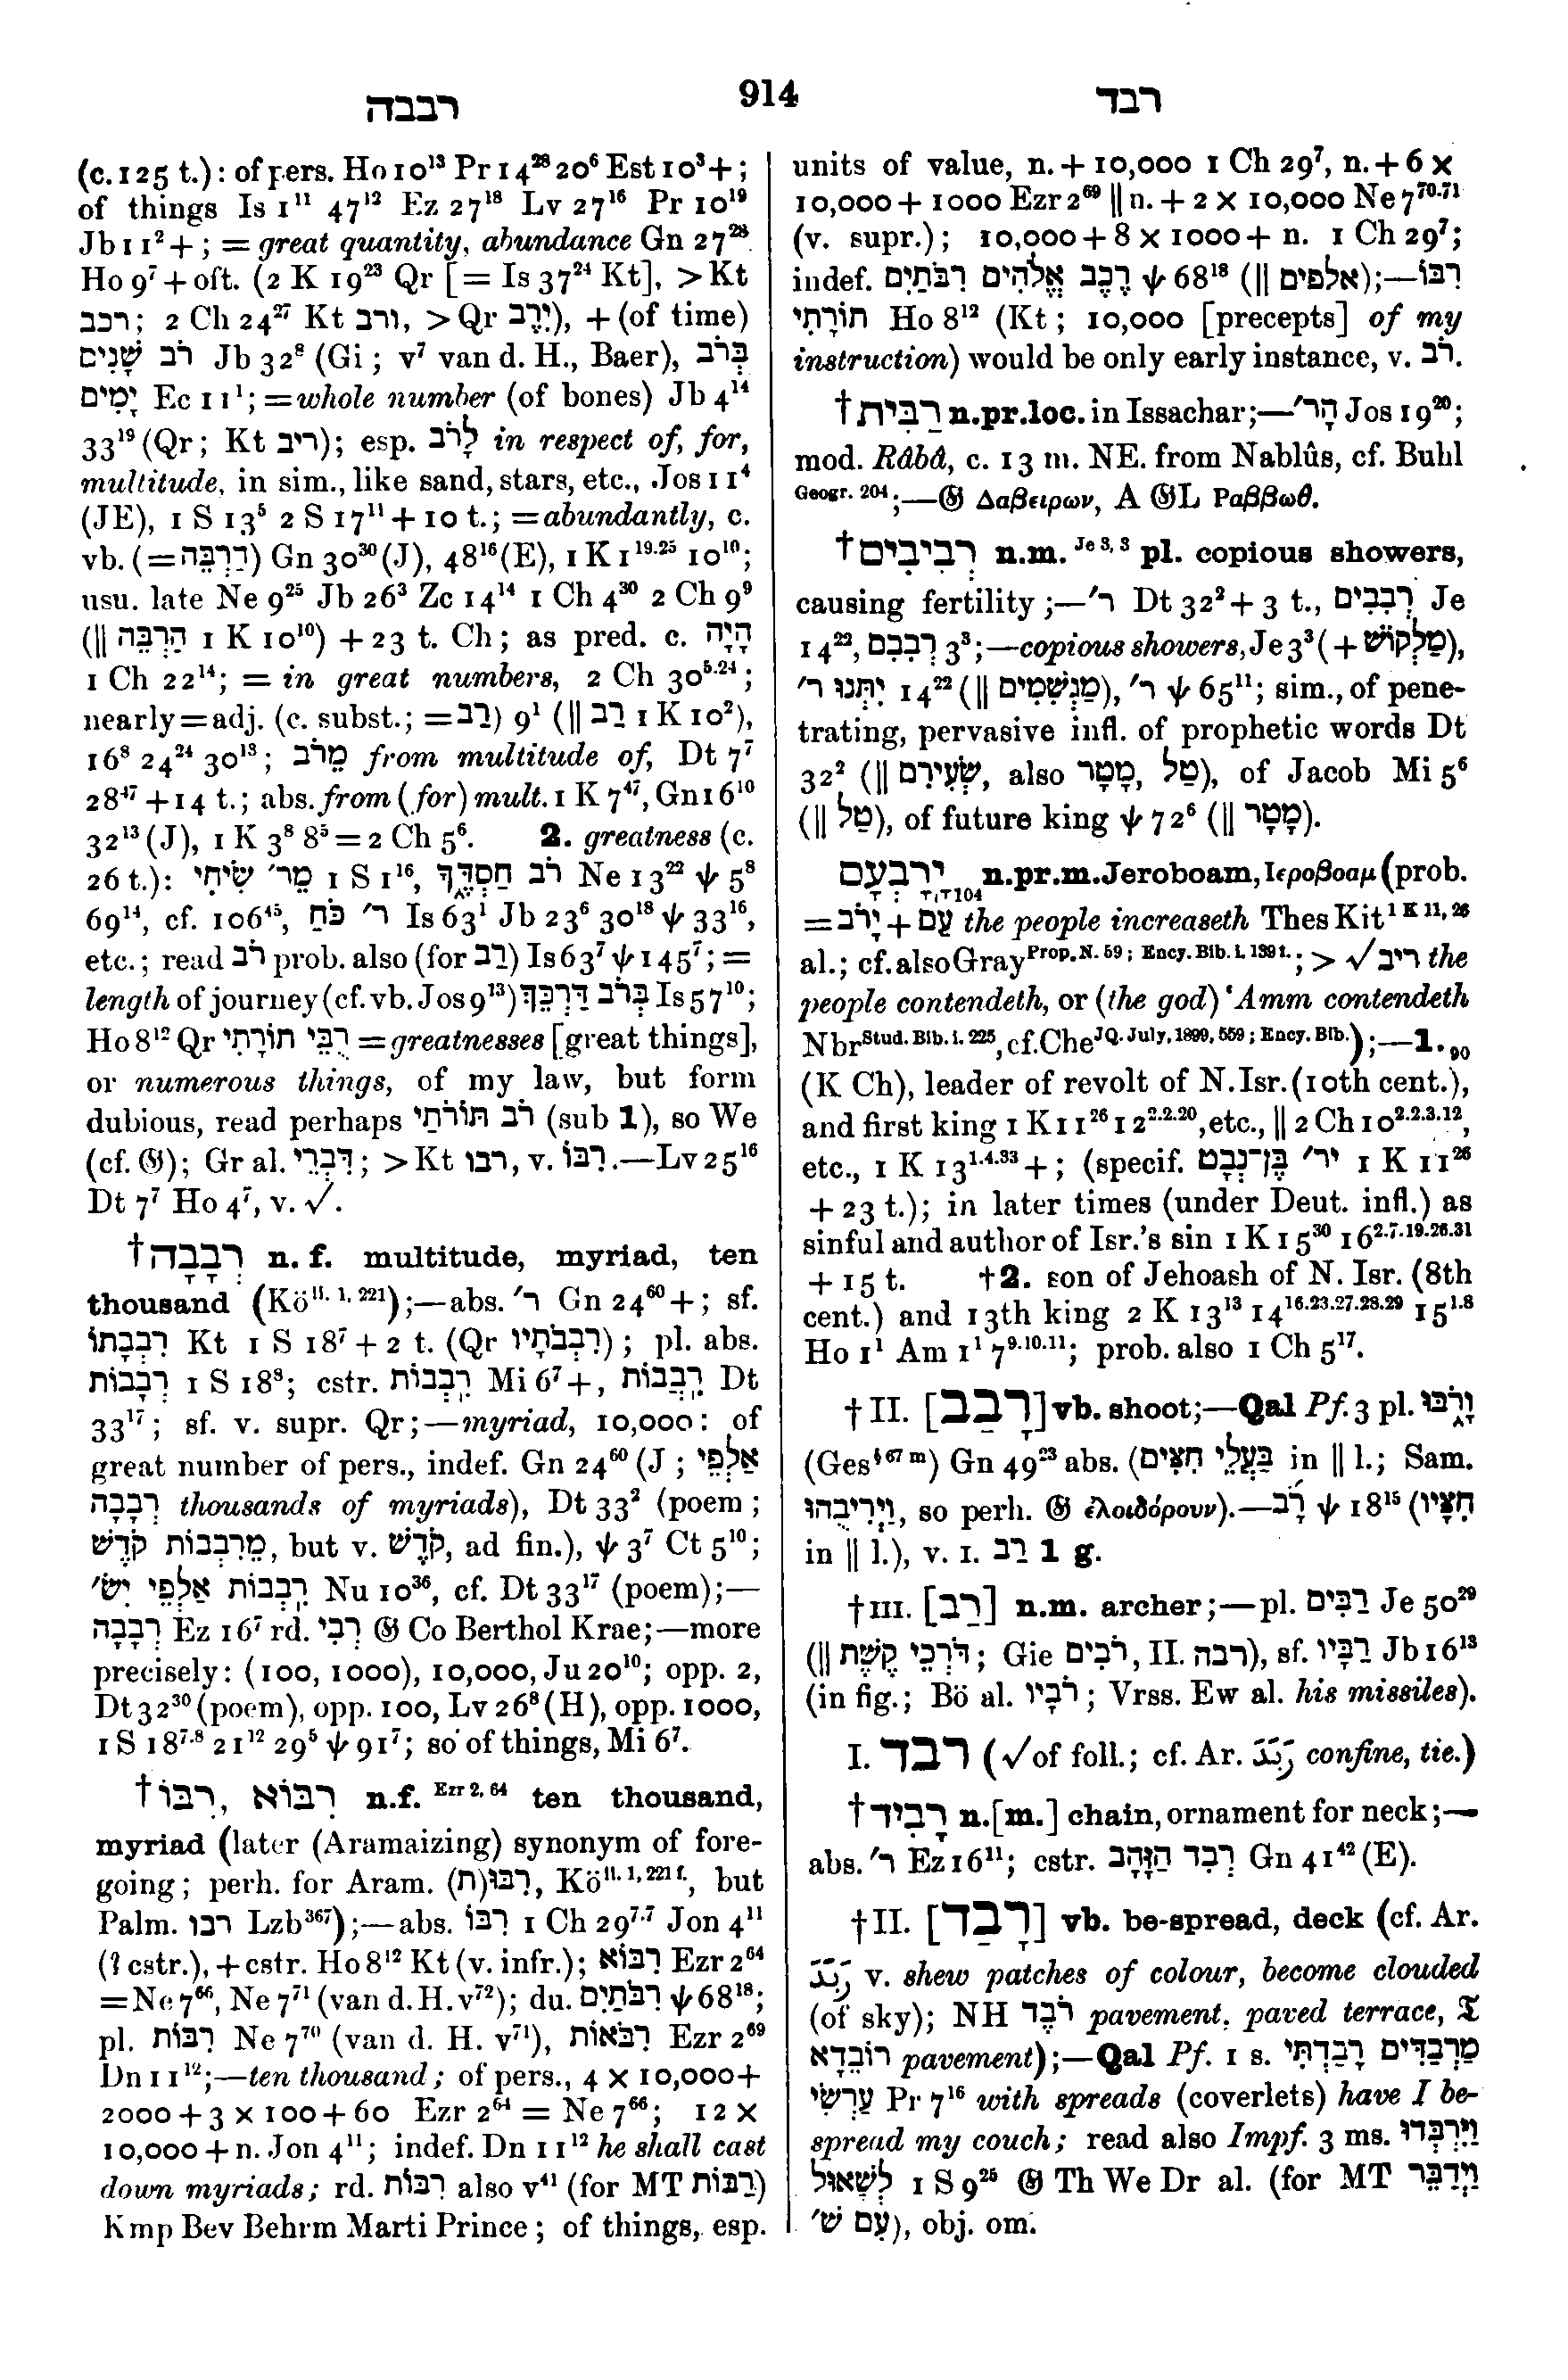 רבבה
914
רבד
(c. 125 t.): of pers. Ho 10¹³ Pr 14²⁸ 20⁶ Est 10³+;
of things Is 1¹¹ 47¹² Ez 27¹⁸ Lv 27¹⁶ Pr 10¹⁹
Jb 11²+; = great quantity, abundance Gn 27²⁸
Ho 9⁷ + oft. (2 K 19²³ Qr [= Is 37²⁴ Kt], > Kt
רכב; 2 Ch 24²⁷ Kt ורב, > Qr יִרֶב), + (of time)
רֹב שָׁנִים Jb 32⁸ (Gi; v⁷ van d. H., Baer), בְּרֹב
יָמִים Ec 11¹; = whole number (of bones) Jb 4¹⁴
33¹⁹ (Qr; Kt ריב); esp. לָרֹב in respect of, for,
multitude, in sim., like sand, stars, etc., Jos 11⁴
(JE), 1 S 13⁵ 2 S 17¹¹ + 10 t.; = abundantly, c.
vb. (= הַרְבֵּה) Gn 30³⁰ (J), 48¹⁶ (E), 1 K 1¹⁹·²⁵ 10¹⁰;
usu. late Ne 9²⁵ Jb 26³ Zc 14¹⁴ 1 Ch 4³⁰ 2 Ch 9⁹
(|| הַרְבֵּה 1 K 10¹⁰) + 23 t. Ch; as pred. c. הָיָה
1 Ch 22¹⁴; = in great numbers, 2 Ch 30⁵·²⁴;
nearly = adj. (c. subst.; = רַב) 9¹ (|| רַב 1 K 10²),
16⁸ 24²⁴ 30¹³; מֵרֹב from multitude of, Dt 7⁷
28⁴⁷ + 14 t.; abs. from (for) mult. 1 K 7⁴⁷, Gn 16¹⁰
32¹³ (J), 1 K 3⁸ 8⁵ = 2 Ch 5⁶. 2. greatness (c.
26 t.): מֵר׳ שִׂיחִי 1 S 1¹⁶, רֹב חַסְדֶּךָ Ne 13²² ψ 5⁸
69¹⁴, cf. 106⁴⁵, ר׳ כֹּחַ Is 63¹ Jb 23⁶ 30¹⁸ ψ 33¹⁶,
etc.; read רֹב prob. also (for רַב) Is 63⁷ ψ 145⁷; =
length of journey (cf. vb. Jos 9¹³) בְּרֹב דַּרְכֵּךְ Is 57¹⁰;
Ho 8¹² Qr רֻבֵּי תּוֹרָתִי = greatnesses [great things],
or numerous things, of my law, but form
dubious, read perhaps רֹב תּוֹרֹתַי (sub 1), so We
(cf. 𝔊); Gr al. דִּבְרֵי; > Kt רבו, v. רִבּוֹ.—Lv 25¹⁶
Dt 7⁷ Ho 4⁷, v. √.
†רְבָבָה n. f. multitude, myriad, ten
thousand (Kö^{ii. 1, 221});—abs. ר׳ Gn 24⁶⁰+; sf.
רִבְבָתוֹ Kt 1 S 18⁷ + 2 t. (Qr רִבְבֹתָיו); pl. abs.
רְבָבוֹת 1 S 18⁸; cstr. רִֽבְבוֹת Mi 6⁷+, רִֽבְבוֹת Dt
33¹⁷; sf. v. supr. Qr;—myriad, 10,000: of
great number of pers., indef. Gn 24⁶⁰ (J; אַלְפֵי
רְבָבָה thousands of myriads), Dt 33² (poem;
מֵרִבְבוֹת קֹדֶשׁ, but v. קֹדֶשׁ, ad fin.), ψ 3⁷ Ct 5¹⁰;
רִֽבְבוֹת אַלְפֵי יִשׂ׳ Nu 10³⁶, cf. Dt 33¹⁷ (poem);—
רְבָבָה Ez 16⁷ rd. רְבִי 𝔊 Co Berthol Krae;—more
precisely: (100, 1000), 10,000, Ju 20¹⁰; opp. 2,
Dt 32³⁰ (poem), opp. 100, Lv 26⁸ (H), opp. 1000,
1 S 18⁷·⁸ 21¹² 29⁵ ψ 91⁷; so of things, Mi 6⁷.
†רִבּוֹ, רִבּוֹא n.f. ^{Ezr 2, 64} ten thousand,
myriad (later (Aramaizing) synonym of fore-
going; perh. for Aram. רִבּוּ(ת), Kö^{ii. 1, 221 f.}, but
Palm. רבו Lzb³⁶⁷);—abs. רִבּוֹ 1 Ch 29⁷·⁷ Jon 4¹¹
(? cstr.), + cstr. Ho 8¹² Kt (v. infr.); רִבּוֹא Ezr 2⁶⁴
= Ne 7⁶⁶, Ne 7⁷¹ (van d. H. v⁷²); du. רִבֹּתַיִם ψ 68¹⁸;
pl. רִבּוֹת Ne 7⁷⁰ (van d. H. v⁷¹), רִבֹּאוֹת Ezr 2⁶⁹
Dn 11¹²;—ten thousand; of pers., 4 × 10,000+
2000 + 3 × 100 + 60 Ezr 2⁶⁴ = Ne 7⁶⁶; 12 ×
10,000 + n. Jon 4¹¹; indef. Dn 11¹² he shall cast
down myriads; rd. רִבּוֹת also v⁴¹ (for MT רַבּוֹת)
Kmp Bev Behrm Marti Prince; of things, esp.
units of value, n. + 10,000 1 Ch 29⁷, n. + 6 ×
10,000 + 1000 Ezr 2⁶⁹ || n. + 2 × 10,000 Ne 7⁷⁰·⁷¹
(v. supr.); 10,000 + 8 × 1000 + n. 1 Ch 29⁷;
indef. רֶכֶב אֱלֹהִים רִבֹּתַיִם ψ 68¹⁸ (|| אלפים);—רִבּוֹ
תּוֹרָתִי Ho 8¹² (Kt; 10,000 [precepts] of my
instruction) would be only early instance, v. רֹב.
†רַבִּית n.pr.loc. in Issachar;—הָר׳ Jos 19²⁰;
mod. Râbâ, c. 13 m. NE. from Nablûs, cf. Buhl
^{Geogr. 204};—𝔊 Δαβειρων, A 𝔊L Ραββωθ.
†רְבִיבִים n.m. ^{Je 3, 3} pl. copious showers,
causing fertility;—ר׳ Dt 32² + 3 t., רְבִבִים Je
14²², רְבִבִם 3³;—copious showers, Je 3³ (+ מַלְקוֹשׁ),
יִתְּנוּ ר׳ 14²² (|| מַגְשִׁמִים), ר׳ ψ 65¹¹; sim., of pene-
trating, pervasive infl. of prophetic words Dt
32² (|| שְׂעִירִם, also מָטָר, טַל), of Jacob Mi 5⁶
(|| טַל), of future king ψ 72⁶ (|| מָטָר).
יָרָבְעָם₁₀₄ n.pr.m. Jeroboam, Ιεροβοαμ (prob.
= יָרֹב + עַם the people increaseth Thes Kit^{1 K 11, 26}
al.; cf. also Gray^{Prop. N. 59; Ency. Bib. i. 139 f.}; > √ ריב the
people contendeth, or (the god) ʻAmm contendeth
Nbr^{Stud. Bib. i. 225}, cf. Che^{JQ. July, 1899, 559; Ency. Bib.});—1.₉₀
(K Ch), leader of revolt of N. Isr. (10th cent.),
and first king 1 K 11²⁶ 12²·²·²⁰, etc., || 2 Ch 10²·²·³·¹²,
etc., 1 K 13¹·⁴·³³+; (specif. יר׳ בֶּן־נְבָט 1 K 11²⁶
+ 23 t.); in later times (under Deut. infl.) as
sinful and author of Isr.'s sin 1 K 15³⁰ 16²·⁷·¹⁹·²⁶·³¹
+ 15 t. †2. son of Jehoash of N. Isr. (8th
cent.) and 13th king 2 K 13¹³ 14¹⁶·²³·²⁷·²⁸·²⁹ 15¹·⁸
Ho 1¹ Am 1¹ 7⁹·¹⁰·¹¹; prob. also 1 Ch 5¹⁷.
†II. [רָבַב] vb. shoot;—Qal Pf. 3 pl. וָרֹ֑בּוּ
(Ges^{§ 67 m}) Gn 49²³ abs. (בַּעֲלֵי חִצִּים in || l.; Sam.
וַיְרִיבֻהוּ, so perh. 𝔊 ἐλοιδόρουν).—רָ֫ב ψ 18¹⁵ (חִצָּיו
in || l.), v. I. רַב 1 g.
†III. [רַב] n.m. archer;—pl. רַבִּים Je 50²⁹
(|| דֹּרְכֵי קֶשֶׁת; Gie רֹבִים, II. רבה), sf. רַבָּיו Jb 16¹³
(in fig.; Bö al. רֹבָיו; Vrss. Ew al. his missiles).
I. רבד (√ of foll.; cf. Ar. رَبَدَ confine, tie.)
†רָבִיד n.[m.] chain, ornament for neck;—
abs. ר׳ Ez 16¹¹; cstr. רְבִד הַזָּהָב Gn 41⁴² (E).
†II. [רָבַד] vb. be-spread, deck (cf. Ar.
رَبَّدَ v. shew patches of colour, become clouded
(of sky); NH רֹבֶד pavement, paved terrace, 𝔗
רוֹבְדָא pavement);—Qal Pf. 1 s. מַרְבַדִּים רָבַדְתִּי
עַרְשִׂי Pr 7¹⁶ with spreads (coverlets) have I be-
spread my couch; read also Impf. 3 ms. וַיִּרְבְּדוּ
לְשָׁאוּל 1 S 9²⁵ 𝔊 Th We Dr al. (for MT וַיְדַבֵּר
עִם שׁ׳), obj. om.